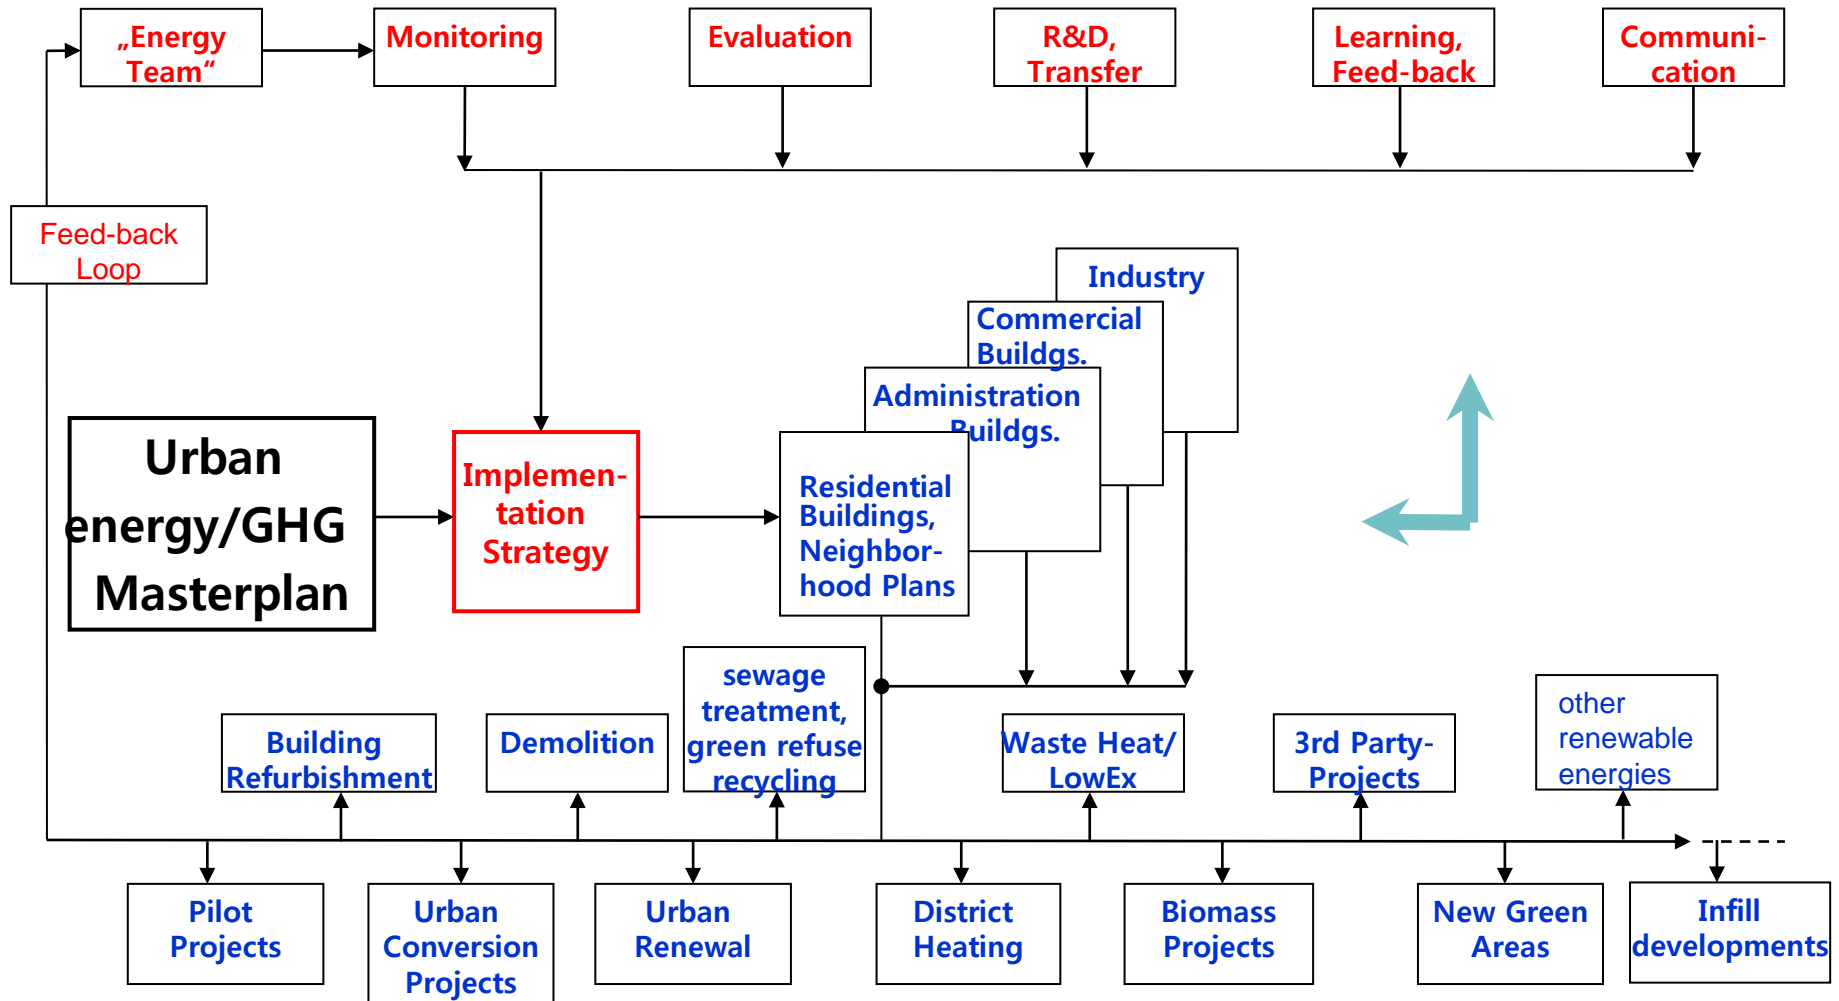 „Energy
Team“
Monitoring
Evaluation
R&D,
Transfer
Learning,
Feed-back
Communi-
cation
Feed-back
Loop
Industry
Commercial
Buildgs.
Administration
Buildgs.
Urban
energy/GHG
Masterplan
Implemen-
tation
Strategy
Residential
Buildings,
Neighbor-
hood Plans
Building
Refurbishment
Demolition
sewage
treatment,
green refuse
recycling
Waste Heat/
LowEx
3rd Party-
Projects
other
renewable
energies
Pilot
Projects
Urban
Conversion
Projects
Urban
Renewal
District
Heating
Biomass
Projects
New Green
Areas
Infill
developments